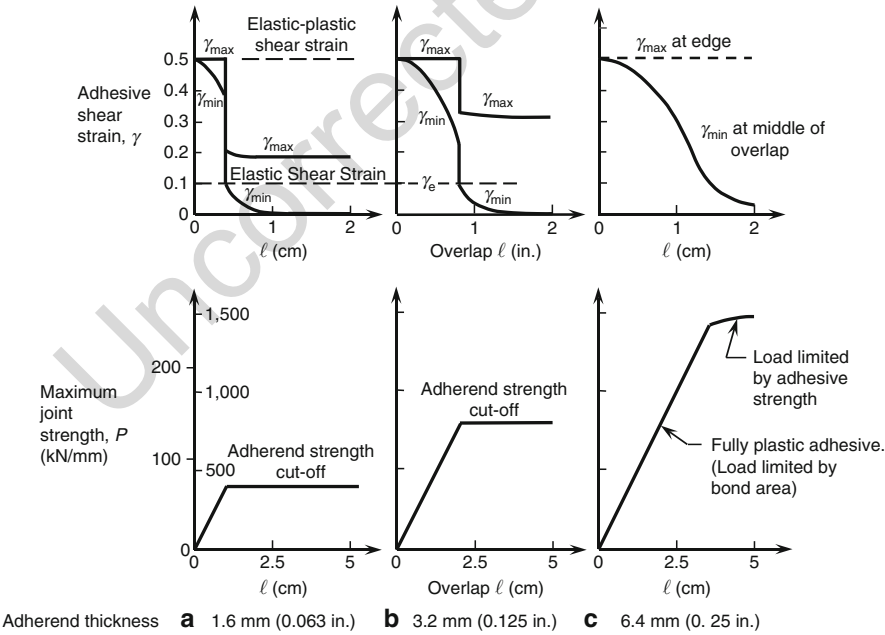 Uncorrecte
Elastic-plastic
shear strain
γmax
0.5
0.4
0.3
0.2
0.1
0
Adhesive
shear
strain, γ
γmin
γmax
Elastic Shear Strain
γmin
1
2
ℓ (cm)
γmax
γmin
γmax
γe
γmin
0
1
2
Overlap ℓ (in.)
γmax at edge
γmin at middle of
overlap
0
1
2
ℓ (cm)
Maximum
joint
strength, P
(kN/mm)
200
100
0
1,500
1,000
500
Adherend strength
cut-off
0
2.5
5
ℓ (cm)
Adherend strength
cut-off
0
2.5
5
Overlap ℓ (cm)
Load limited
by adhesive
strength
Fully plastic adhesive.
(Load limited by
bond area)
0
2.5
5
ℓ (cm)
Adherend thickness a 1.6 mm (0.063 in.) b 3.2 mm (0.125 in.) c 6.4 mm (0. 25 in.)